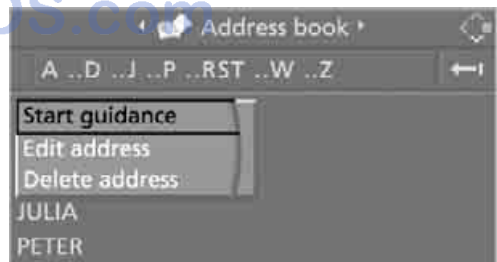 Address book
A ..D ..J ..P ..RST ..W ..Z
Start guidance
Edit address
Delete address
JULIA
PETER